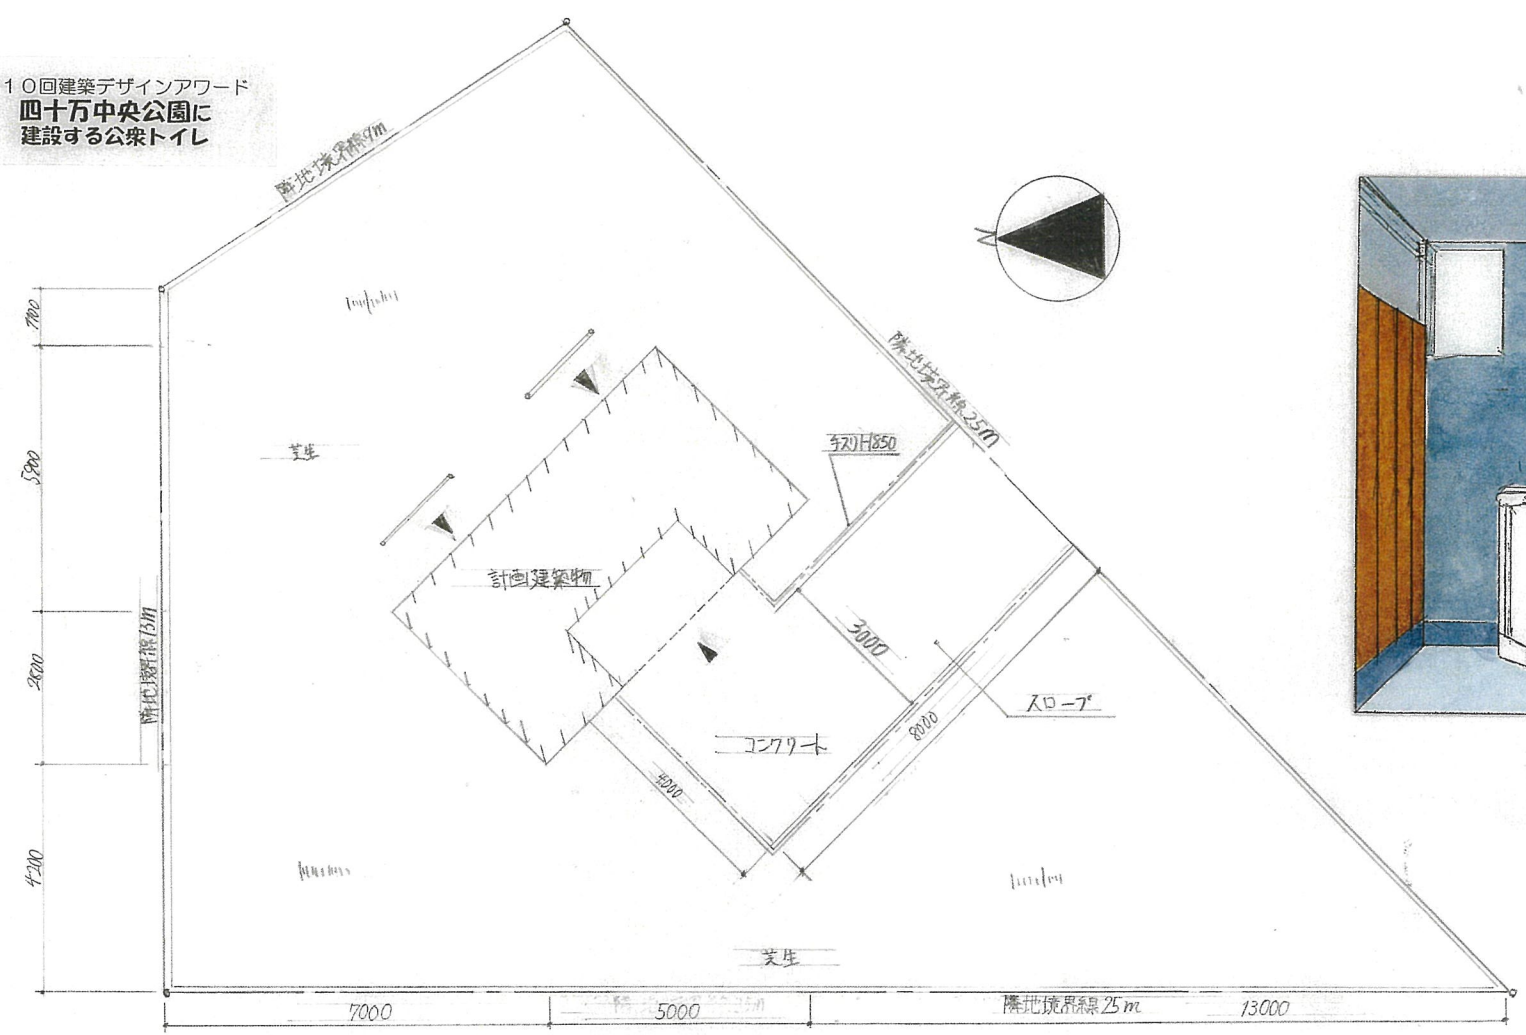 10回建築デザインアワード
四十万中央公園に
建設する公衆トイレ
隣地境界線9m
N
隣地境界線25m
手スリH850
芝生
計画建築物
3000
スロープ
8000
コンクリート
4000
5900
2800
4200
隣地境界線13m
芝生
7000
5000
隣地境界線25m
13000